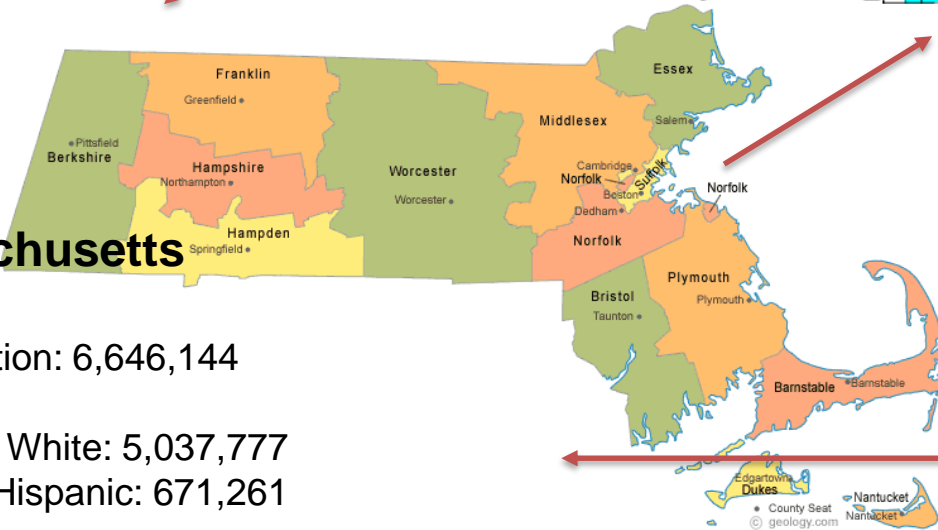 Essex
Franklin
Greenfield
Middlesex
Salem
Pittsfield
Berkshire
Hampshire
Northampton
Worcester
Worcester
Cambridge
Norfolk
Suffolk
Boston
Dedham
Norfolk
Hampden
Springfield
chusetts
Norfolk
Plymouth
Plymouth
Bristol
Taunton
tion: 6,646,144
Barnstable
Barnstable
White: 5,037,777
Hispanic: 671,261
Edgartown
Dukes
Nantucket
Nantucket
County Seat
© geology.com